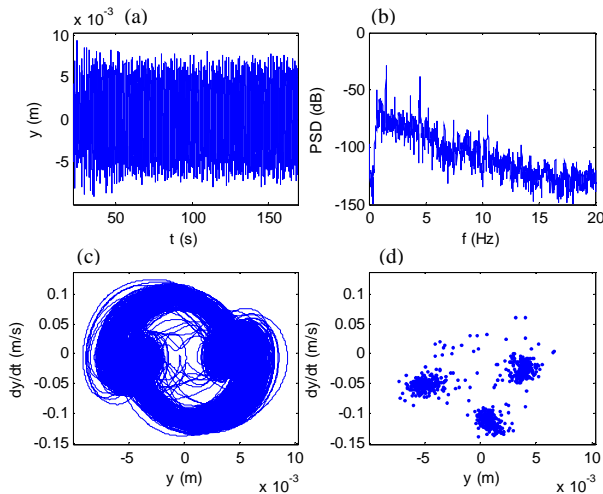 x 10⁻³ (a)
10
5
0
-5
y (m)
50 100 150
t (s)
(b)
0
-50
-100
-150
PSD (dB)
0 5 10 15 20
f (Hz)
(c)
0.1
0.05
0
-0.05
-0.1
-0.15
dy/dt (m/s)
-5 0 5 10
y (m) x 10⁻³
(d)
0.1
0.05
0
-0.05
-0.1
-0.15
dy/dt (m/s)
-5 0 5 10
y (m) x 10⁻³